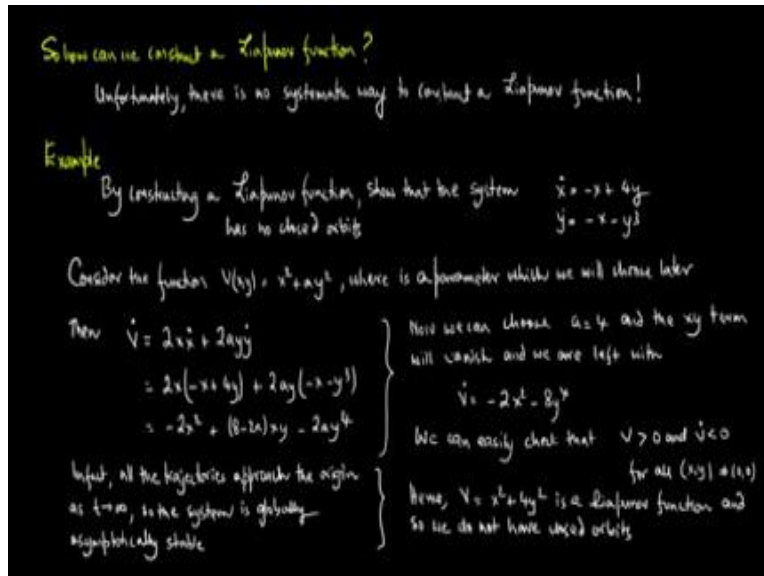 So how can we construct a Liapunov function?
Unfortunately, there is no systematic way to construct a Liapunov function!
Example
By constructing a Liapunov function, show that the system ẋ = -x + 4y
has no closed orbits ẏ = -x - y³
Consider the function V(x,y) = x² + ay², where is a parameter which we will choose later
Then V̇ = 2xẋ + 2ayẏ
= 2x(-x + 4y) + 2ay(-x - y³)
= -2x² + (8-2a)xy - 2ay⁴
Infact, all the trajectories approach the origin
as t→∞, so the system is globally
asymptotically stable
Now we can choose a = 4 and the xy term
will vanish and we are left with
V̇ = -2x² - 8y⁴
We can easily check that V > 0 and V̇ < 0
for all (x,y) ≠ (0,0)
Hence, V = x² + 4y² is a Liapunov function and
so we do not have closed orbits